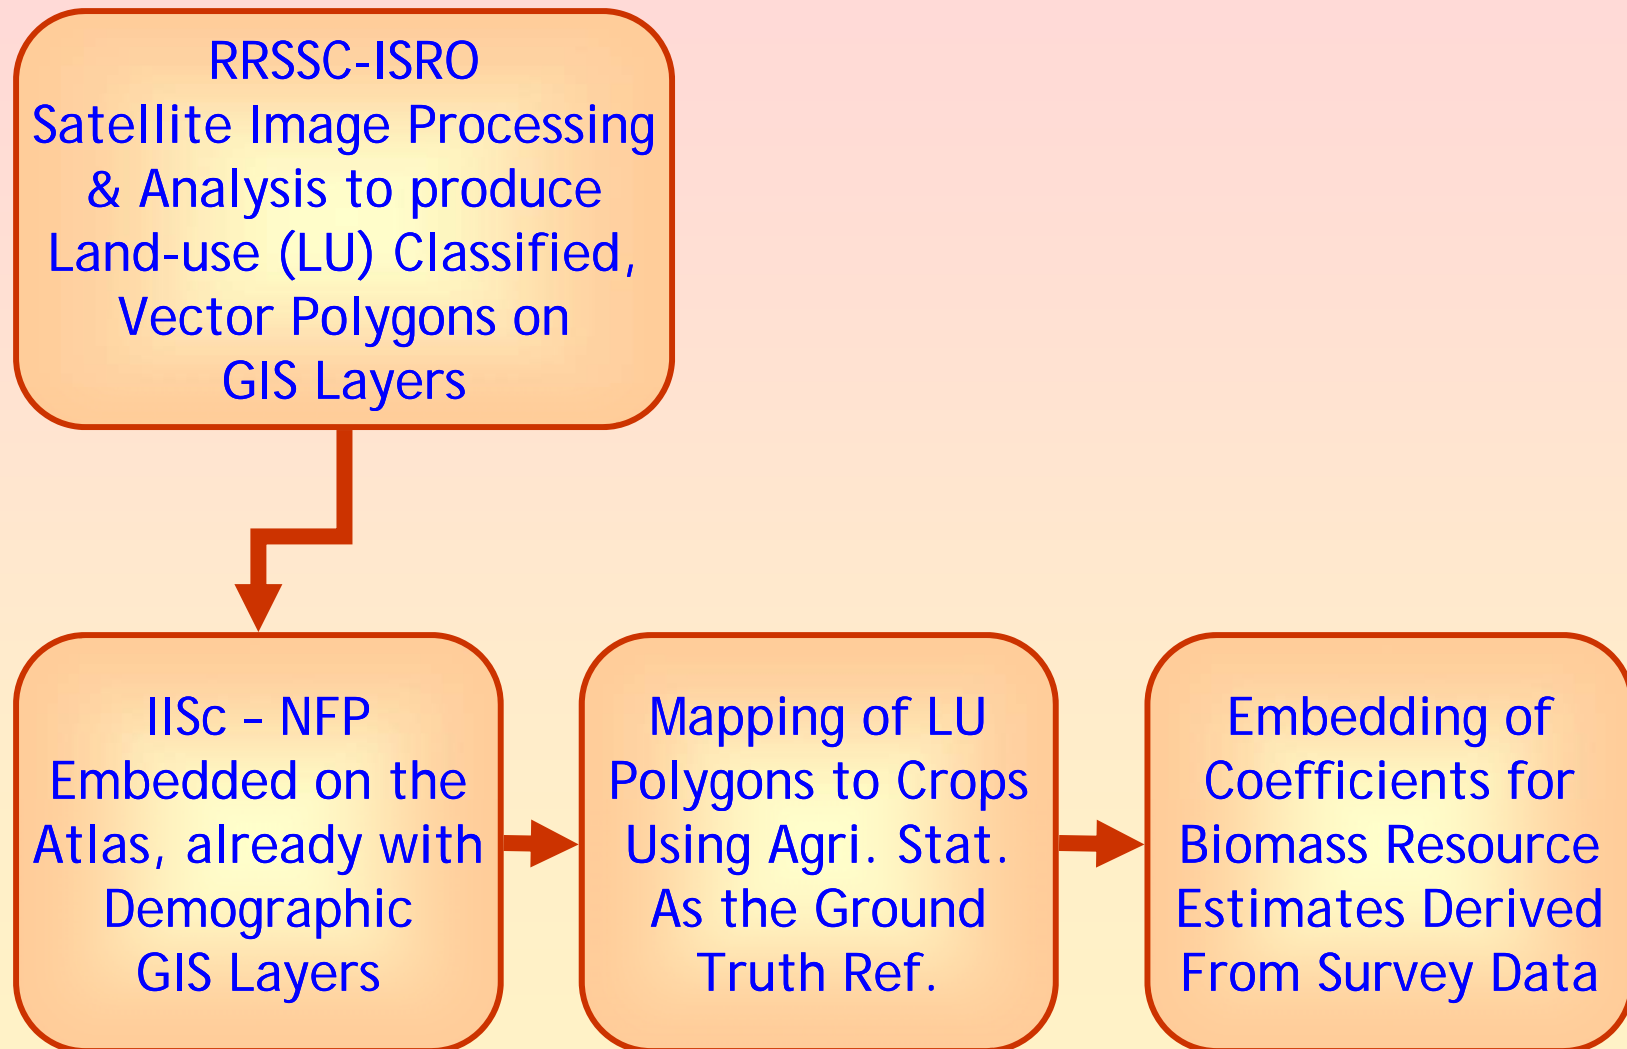 RRSSC-ISRO
Satellite Image Processing
& Analysis to produce
Land-use (LU) Classified,
Vector Polygons on
GIS Layers
IISc – NFP
Embedded on the
Atlas, already with
Demographic
GIS Layers
Mapping of LU
Polygons to Crops
Using Agri. Stat.
As the Ground
Truth Ref.
Embedding of
Coefficients for
Biomass Resource
Estimates Derived
From Survey Data